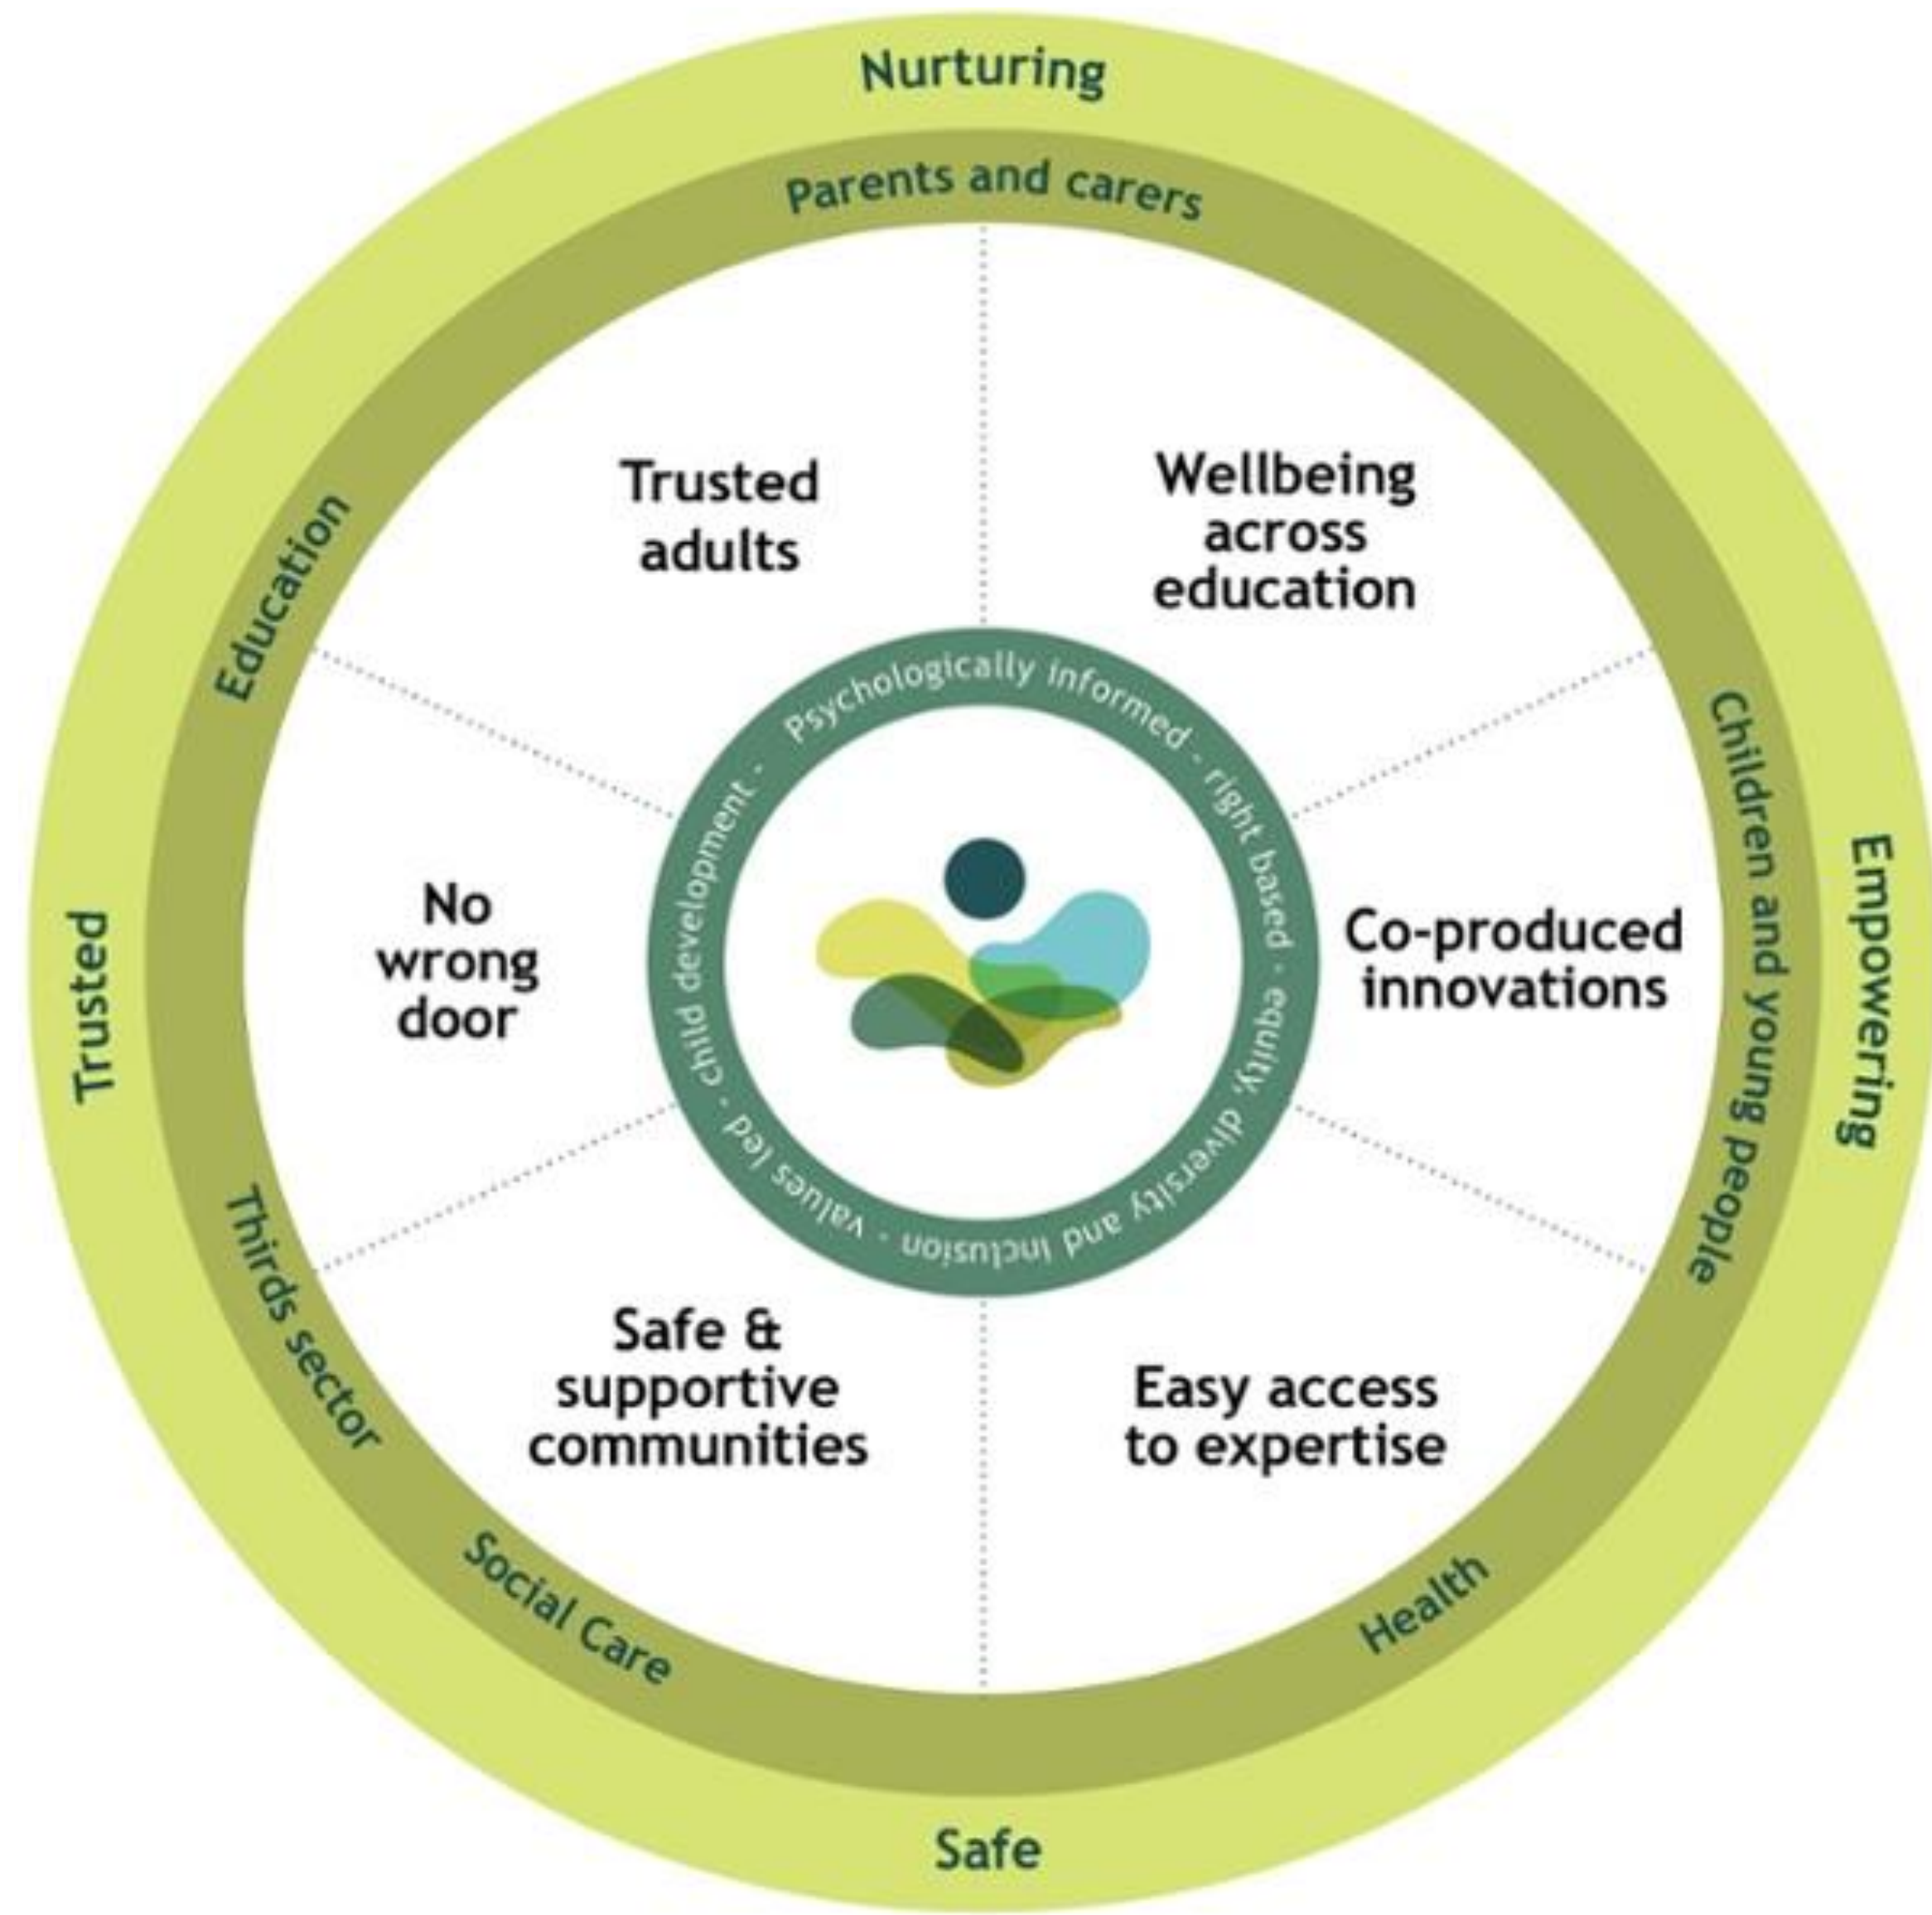 Nurturing
Parents and carers
Trusted
adults
Wellbeing
across
education
Education
Children and young people
Empowering
Trusted
No
wrong
door
Co-produced
innovations
Psychologically informed - right based - equity, diversity and inclusion - values led - child development -
Thirds sector
Safe &
supportive
communities
Easy access
to expertise
Social Care
Health
Safe